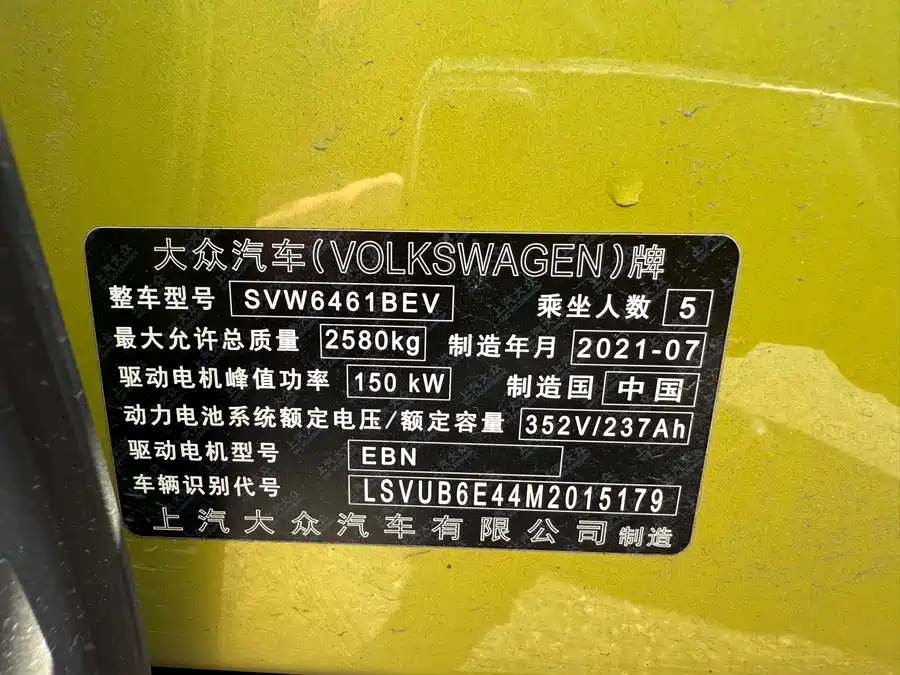 大众汽车(VOLKSWAGEN)牌
整车型号 SVW6461BEV 乘坐人数 5
最大允许总质量 2580kg 制造年月 2021-07
驱动电机峰值功率 150 kW 制造国 中国
动力电池系统额定电压/额定容量 352V/237Ah
驱动电机型号 EBN
车辆识别代号 LSVUB6E44M2015179
上汽大众汽车有限公司 制造